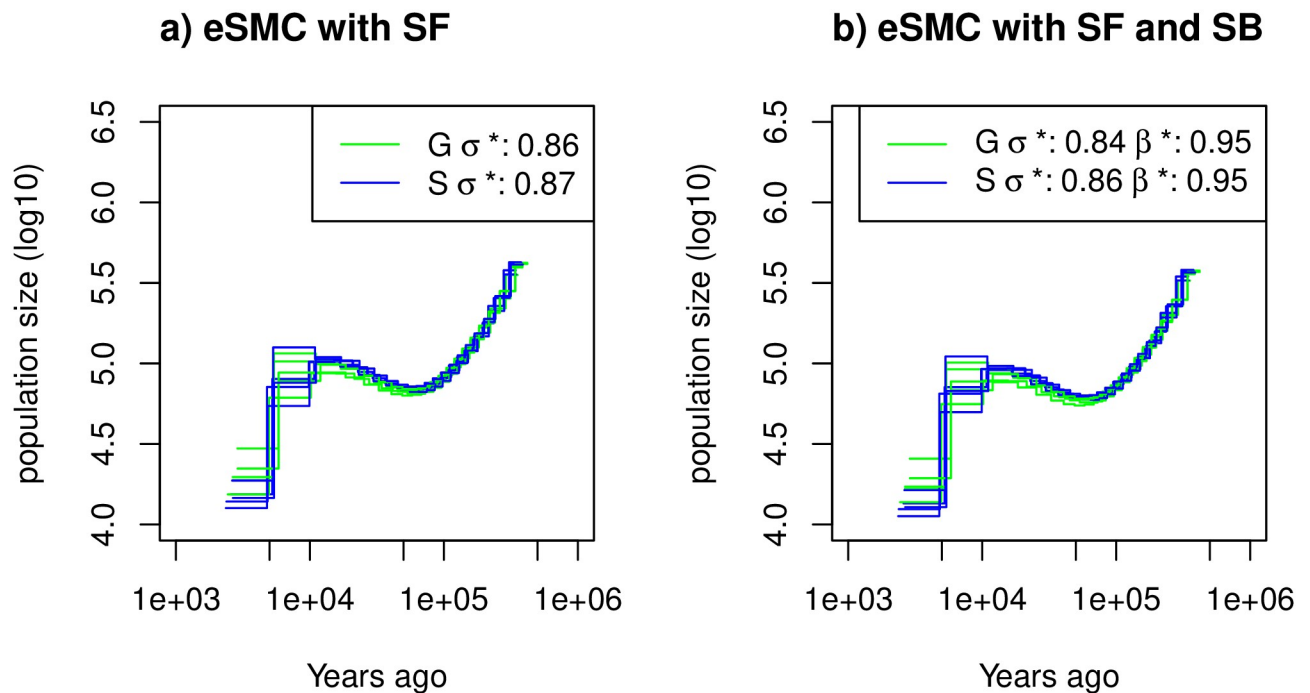 a) eSMC with SF
G σ *: 0.86
S σ *: 0.87
population size (log10)
6.5
6.0
5.5
5.0
4.5
4.0
1e+03 1e+04 1e+05 1e+06
Years ago
b) eSMC with SF and SB
G σ *: 0.84 β *: 0.95
S σ *: 0.86 β *: 0.95
population size (log10)
6.5
6.0
5.5
5.0
4.5
4.0
1e+03 1e+04 1e+05 1e+06
Years ago